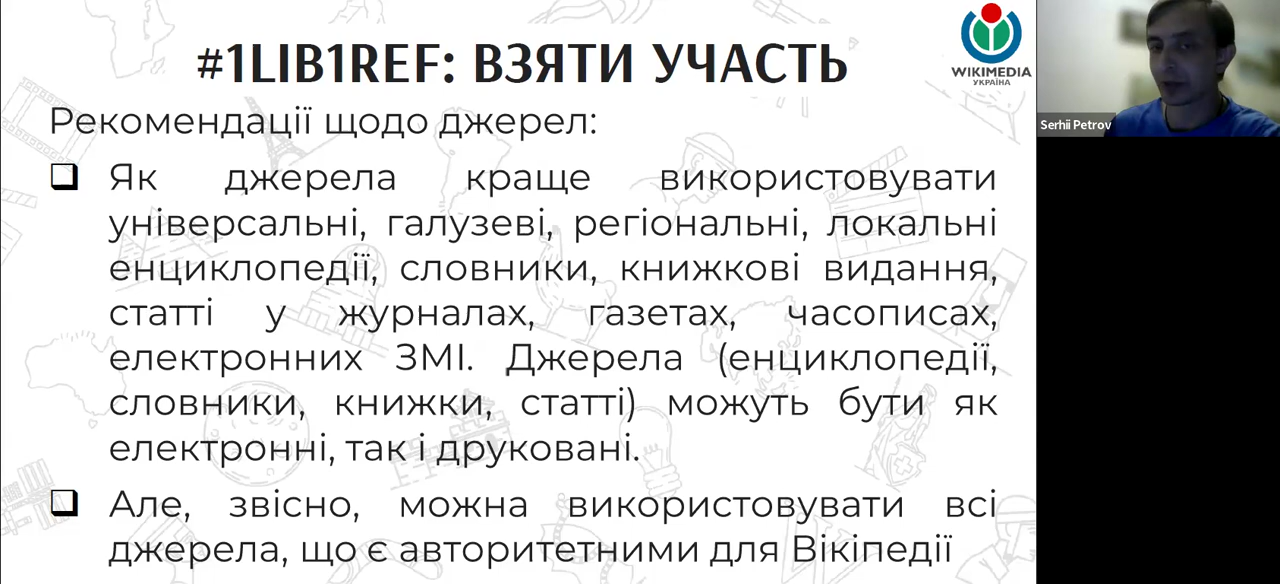 #1LIB1REF: ВЗЯТИ УЧАСТЬ
WIKIMEDIA
УКРАЇНА
Serhii Petrov
Рекомендації щодо джерел:
Як джерела краще використовувати
універсальні, галузеві, регіональні, локальні
енциклопедії, словники, книжкові видання,
статті у журналах, газетах, часописах,
електронних ЗМІ. Джерела (енциклопедії,
словники, книжки, статті) можуть бути як
електронні, так і друковані.
Але, звісно, можна використовувати всі
джерела, що є авторитетними для Вікіпедії